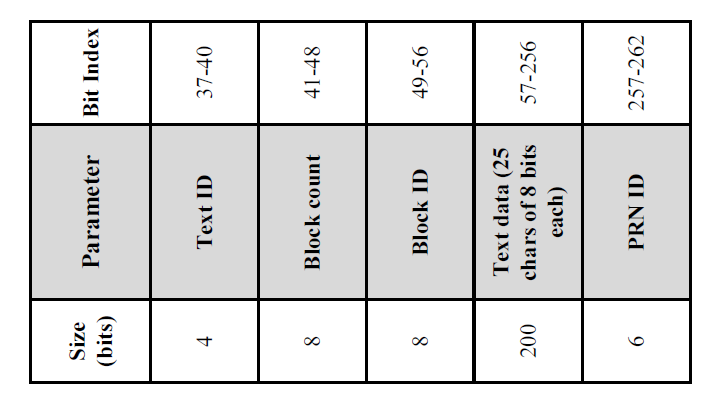 Bit Index
37-40
41-48
49-56
57-256
257-262
Parameter
Text ID
Block count
Block ID
Text data (25
chars of 8 bits
each)
PRN ID
Size
(bits)
4
8
8
200
6